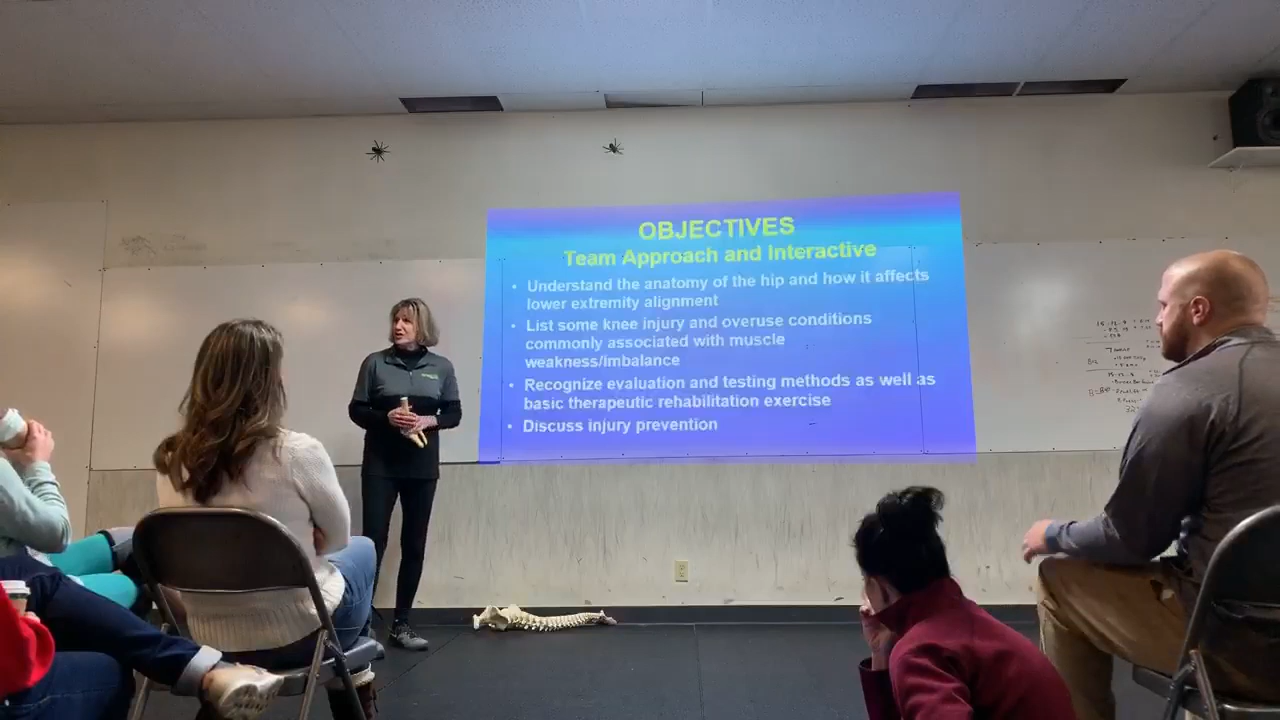 OBJECTIVES
Team Approach and Interactive
• Understand the anatomy of the hip and how it affects
lower extremity alignment
• List some knee injury and overuse conditions
commonly associated with muscle
weakness/imbalance
• Recognize evaluation and testing methods as well as
basic therapeutic rehabilitation exercise
• Discuss injury prevention